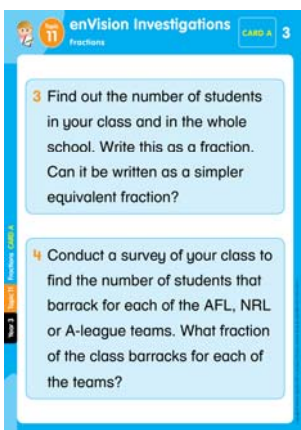 Topic
11
enVision Investigations
Fractions
CARD A
3
3 Find out the number of students
in your class and in the whole
school. Write this as a fraction.
Can it be written as a simpler
equivalent fraction?
4 Conduct a survey of your class to
find the number of students that
barrack for each of the AFL, NRL
or A-league teams. What fraction
of the class barracks for each of
the teams?
Year 3 Topic 11 Fractions CARD A